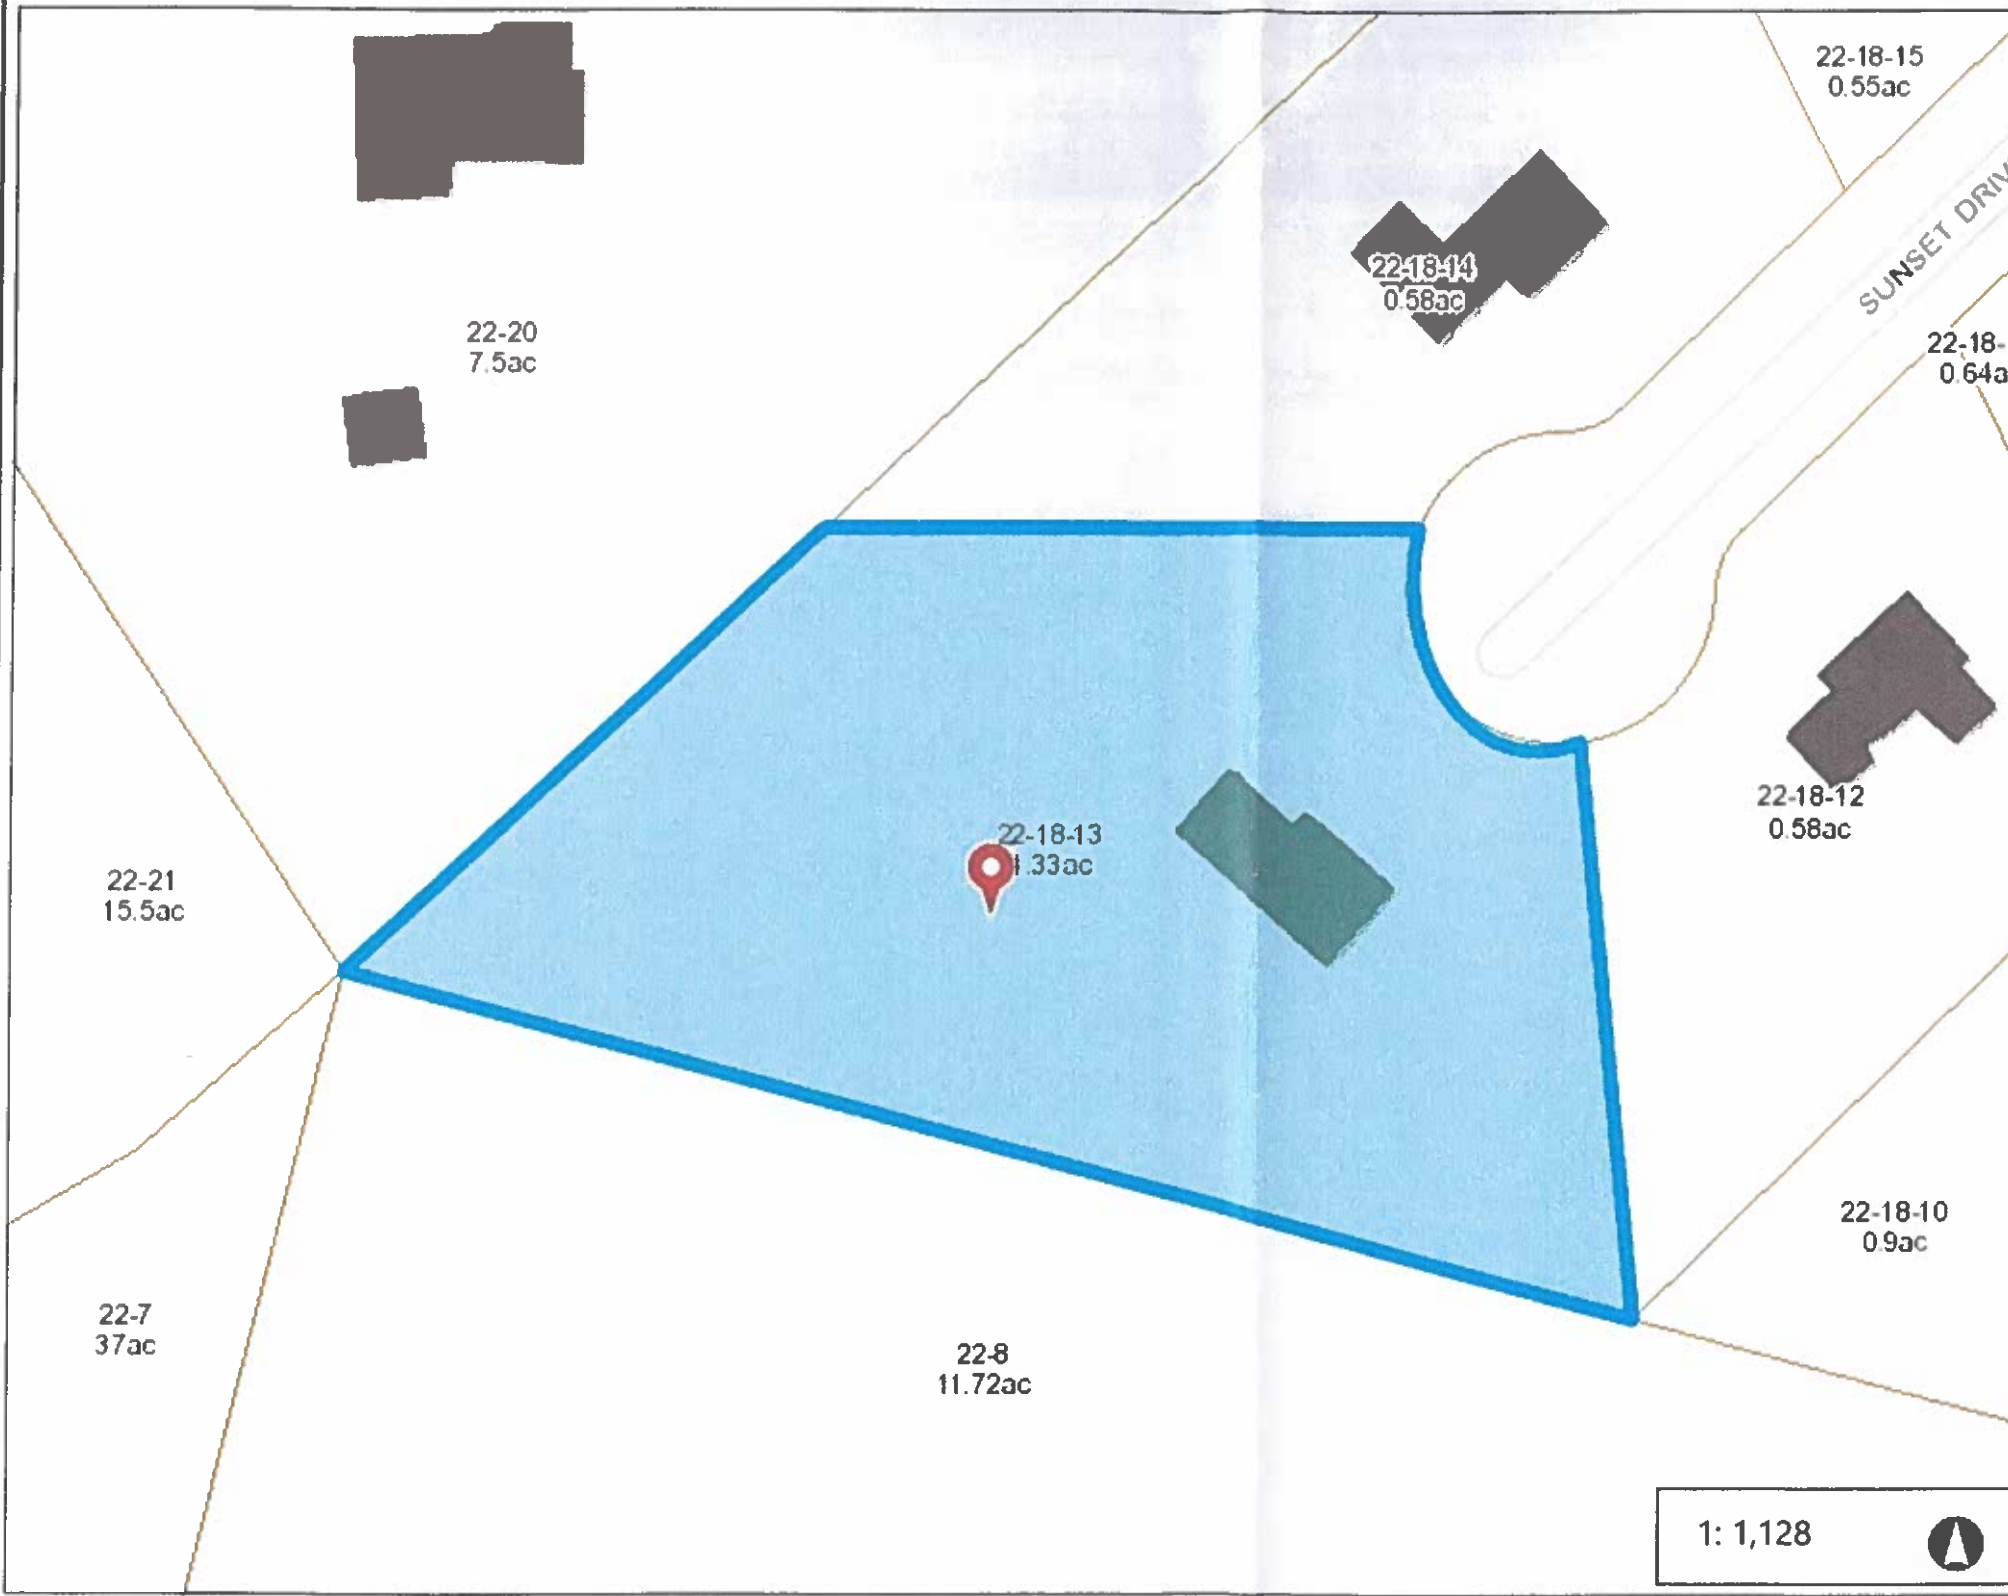 22-18-15
0.55ac
SUNSET DRIV
22-18-14
0.58ac
22-20
7.5ac
22-18-
0.64a
22-18-12
0.58ac
22-18-13
1.33ac
22-21
15.5ac
22-18-10
0.9ac
22-7
37ac
22-8
11.72ac
1: 1,128